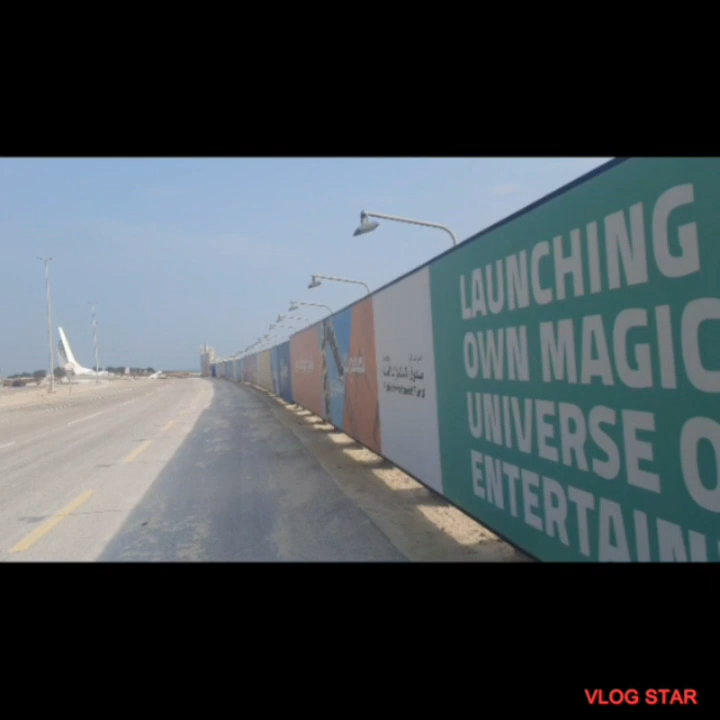 LAUNCHING
OWN MAGIC
UNIVERSE O
ENTERTAIN
VLOG STAR